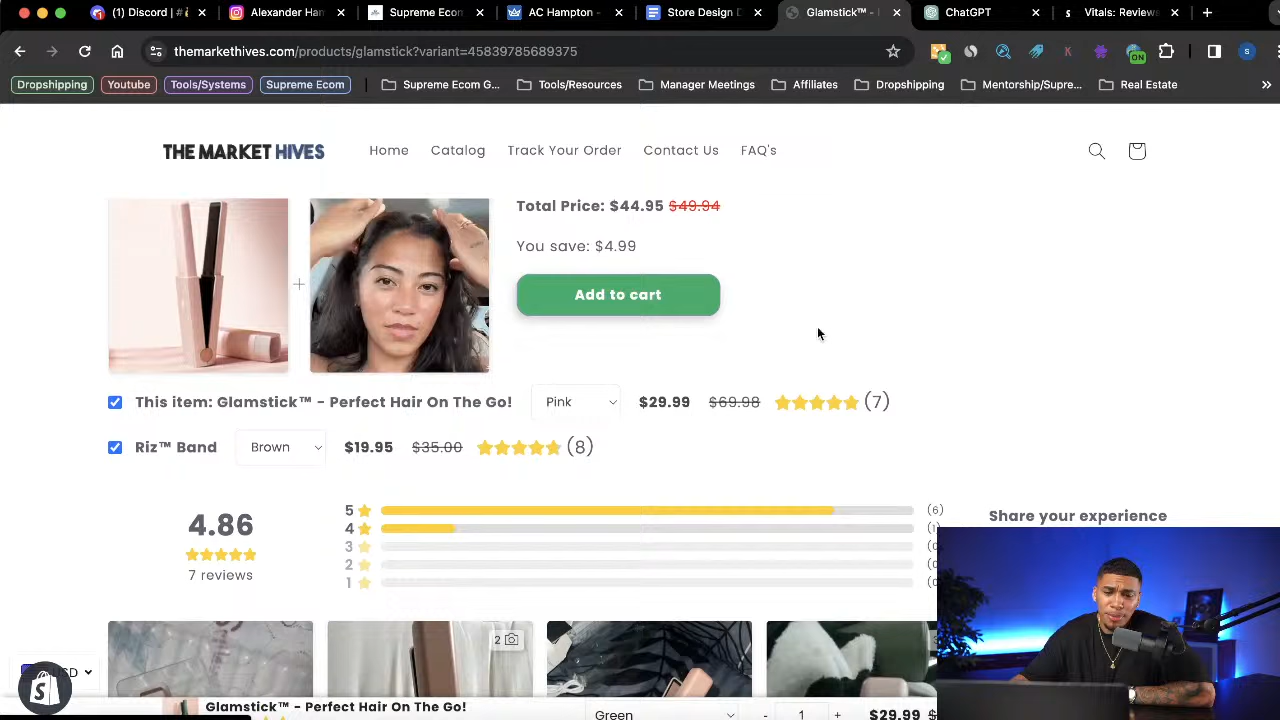 (1) Discord | #
Alexander Ham
Supreme Ecom
AC Hampton -
Store Design D
Glamstick™ -
ChatGPT
Vitals: Reviews
themarkethives.com/products/glamstick?variant=45839785689375
Dropshipping
Youtube
Tools/Systems
Supreme Ecom
Supreme Ecom G...
Tools/Resources
Manager Meetings
Affiliates
Dropshipping
Mentorship/Supre...
Real Estate
THE MARKET HIVES
Home
Catalog
Track Your Order
Contact Us
FAQ's
Total Price: $44.95 $49.94
You save: $4.99
Add to cart
This item: Glamstick™ - Perfect Hair On The Go! Pink $29.99 $69.98 (7)
Riz™ Band Brown $19.95 $35.00 (8)
4.86
7 reviews
5 (6)
4 (1)
3
2
1
Share your experience
2
Glamstick™ - Perfect Hair On The Go!
Green
- 1 +
$29.99